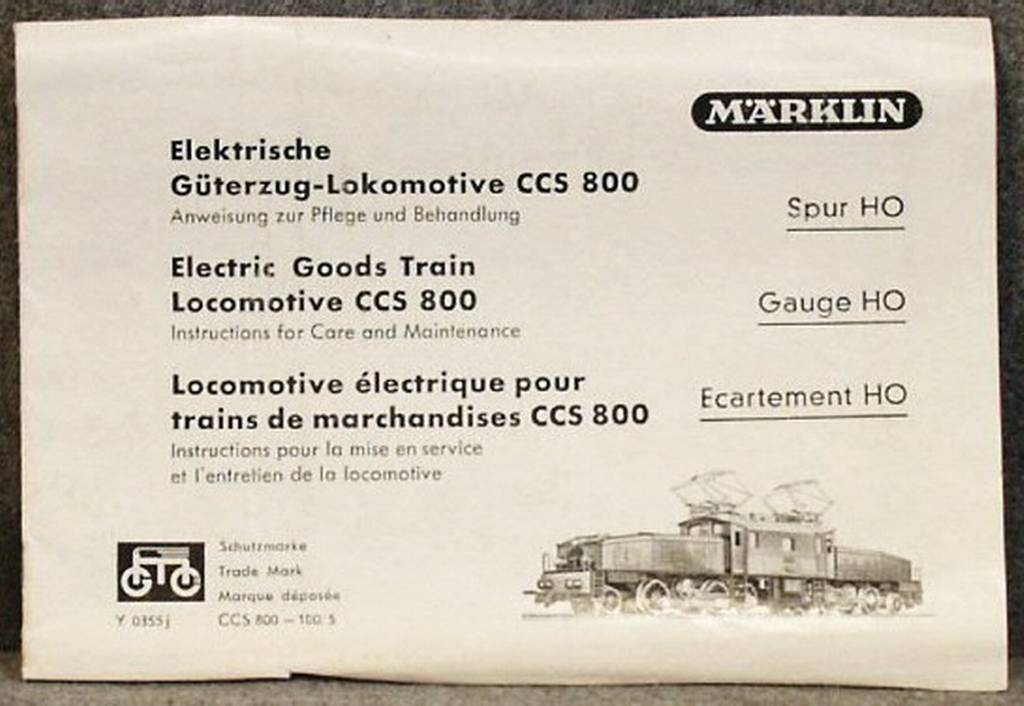 MÄRKLIN
Elektrische
Güterzug-Lokomotive CCS 800
Anweisung zur Pflege und Behandlung
Spur HO
Electric Goods Train
Locomotive CCS 800
Instructions for Care and Maintenance
Gauge HO
Locomotive électrique pour
trains de marchandises CCS 800
Instructions pour la mise en service
et l'entretien de la locomotive
Ecartement HO
Schutzmarke
Trade Mark
Marque déposée
Y 0355 j
CCS 800 – 100/5